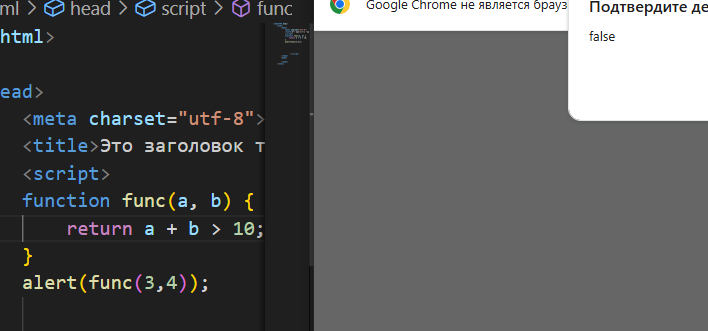 ml > head > script > func
html>
ead>
<meta charset="utf-8">
<title>Это заголовок т
<script>
function func(a, b) {
return a + b > 10;
}
alert(func(3,4));
Google Chrome не является брауз
Подтвердите де
false